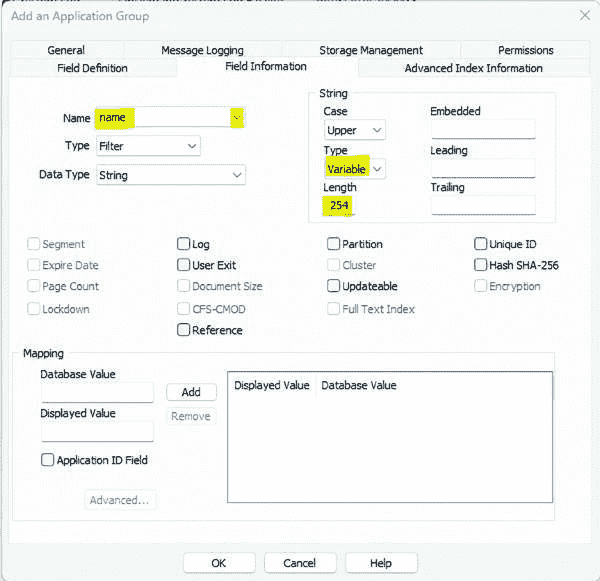 Add an Application Group
General Message Logging Storage Management Permissions
Field Definition Field Information Advanced Index Information
Name name
Type Filter
Data Type String
String
Case Embedded
Upper
Type Leading
Variable
Length Trailing
254
Segment Log Partition Unique ID
Expire Date User Exit Cluster Hash SHA-256
Page Count Document Size Updateable Encryption
Lockdown CFS-CMOD Full Text Index
Reference
Mapping
Database Value
Add
Displayed Value
Remove
Application ID Field
Advanced...
Displayed Value Database Value
OK Cancel Help